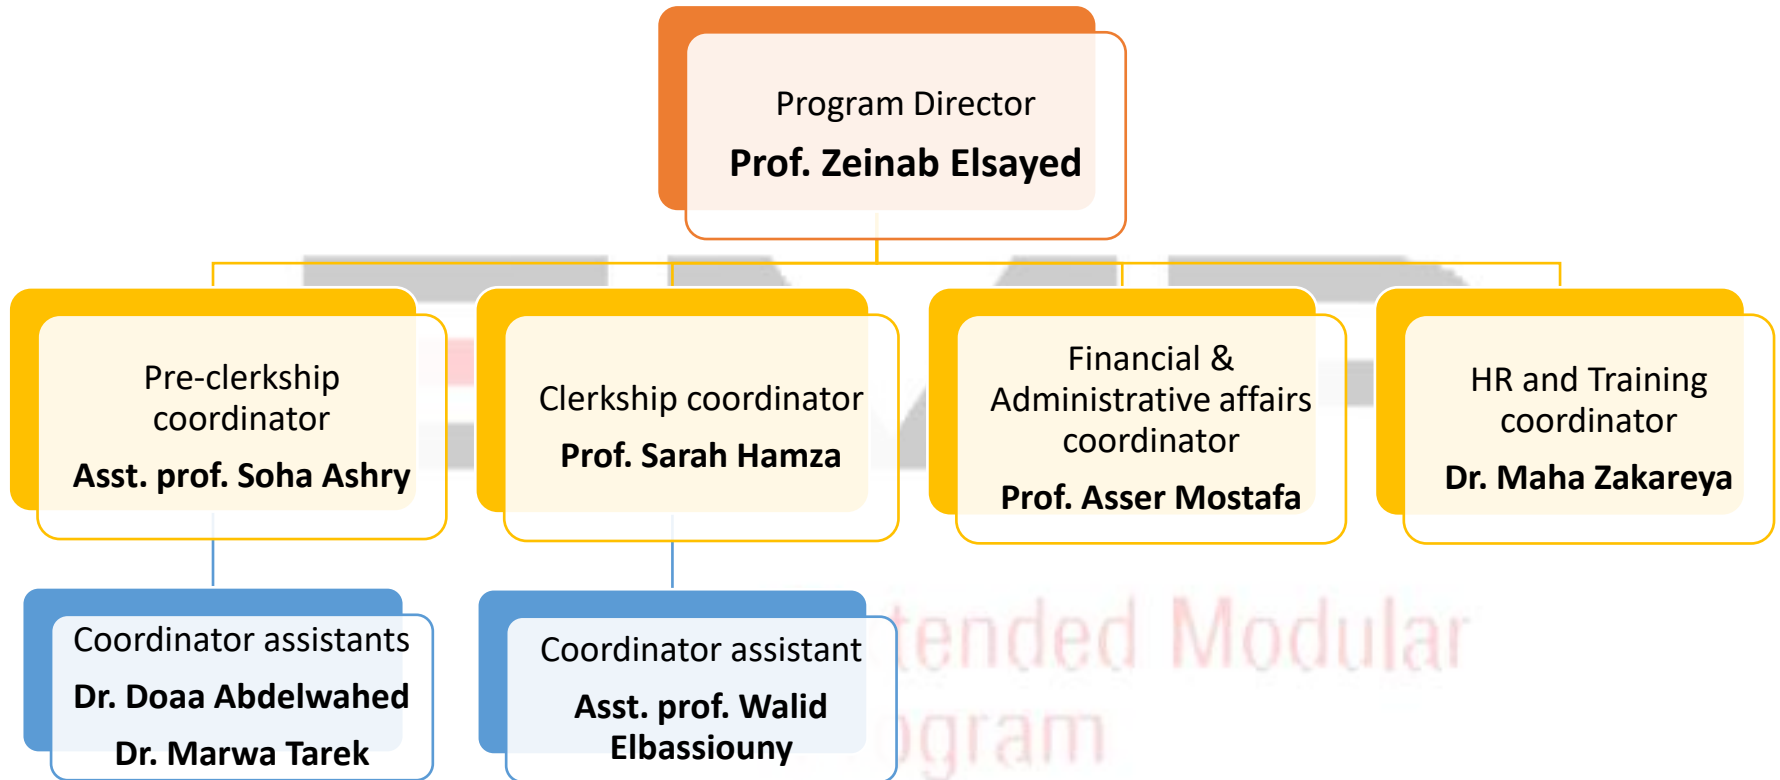 Program Director
Prof. Zeinab Elsayed
Pre-clerkship
coordinator
Asst. prof. Soha Ashry
Clerkship coordinator
Prof. Sarah Hamza
Financial &
Administrative affairs
coordinator
Prof. Asser Mostafa
HR and Training
coordinator
Dr. Maha Zakareya
Coordinator assistants
Dr. Doaa Abdelwahed
Dr. Marwa Tarek
Coordinator assistant
Asst. prof. Walid
Elbassiouny
tended Modular
ogram